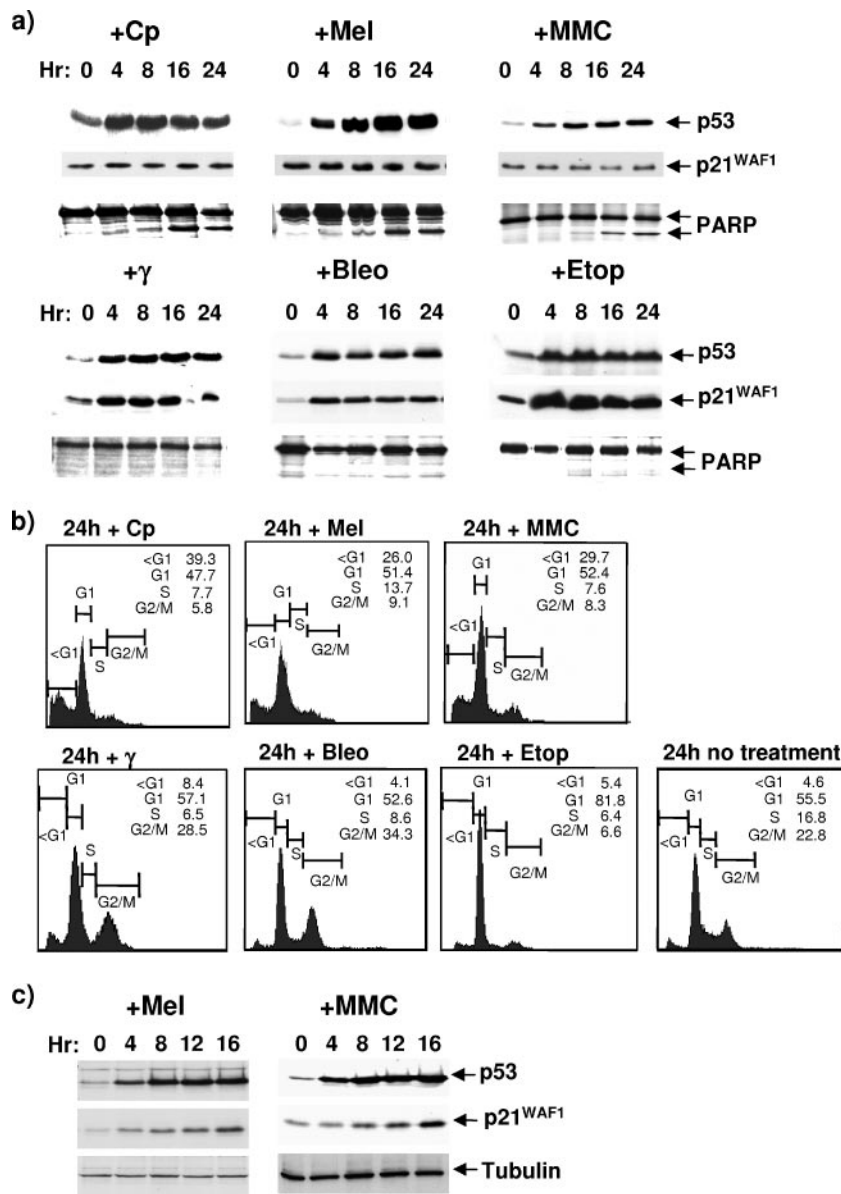 a)
+Cp +Mel +MMC
Hr: 0 4 8 16 24 0 4 8 16 24 0 4 8 16 24
p53
p21WAF1
PARP
+γ +Bleo +Etop
Hr: 0 4 8 16 24 0 4 8 16 24 0 4 8 16 24
p53
p21WAF1
PARP
b)
24h + Cp
<G1 39.3
G1 47.7
S 7.7
G2/M 5.8
G1
<G1
S
G2/M
24h + Mel
<G1 26.0
G1 51.4
S 13.7
G2/M 9.1
G1
<G1
S
G2/M
24h + MMC
<G1 29.7
G1 52.4
S 7.6
G2/M 8.3
G1
<G1
S
G2/M
24h + γ
<G1 8.4
G1 57.1
S 6.5
G2/M 28.5
G1
<G1
S
G2/M
24h + Bleo
<G1 4.1
G1 52.6
S 8.6
G2/M 34.3
G1
<G1
S
G2/M
24h + Etop
<G1 5.4
G1 81.8
S 6.4
G2/M 6.6
G1
<G1
S
G2/M
24h no treatment
<G1 4.6
G1 55.5
S 16.8
G2/M 22.8
G1
<G1
S
G2/M
c)
+Mel +MMC
Hr: 0 4 8 12 16 0 4 8 12 16
p53
p21WAF1
Tubulin